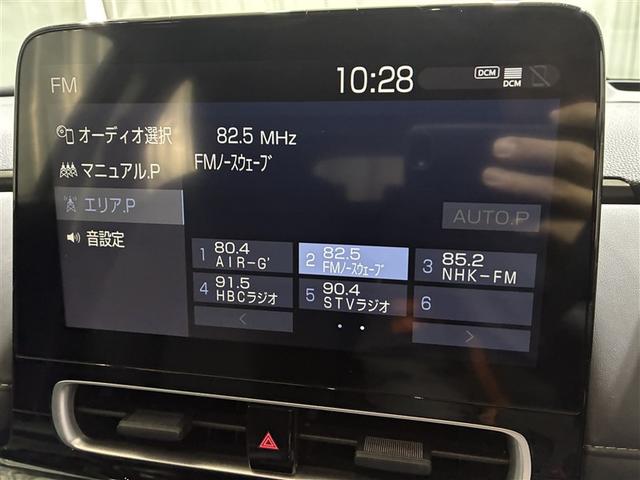 FM
10:28
DCM
DCM
オーディオ選択
82.5 MHz
FMノースウェーブ
マニュアル.P
エリア.P
AUTO.P
音設定
1 80.4 AIR-G'
2 82.5 FMノースウェーブ
3 85.2 NHK-FM
4 91.5 HBCラジオ
5 90.4 STVラジオ
6
<
>